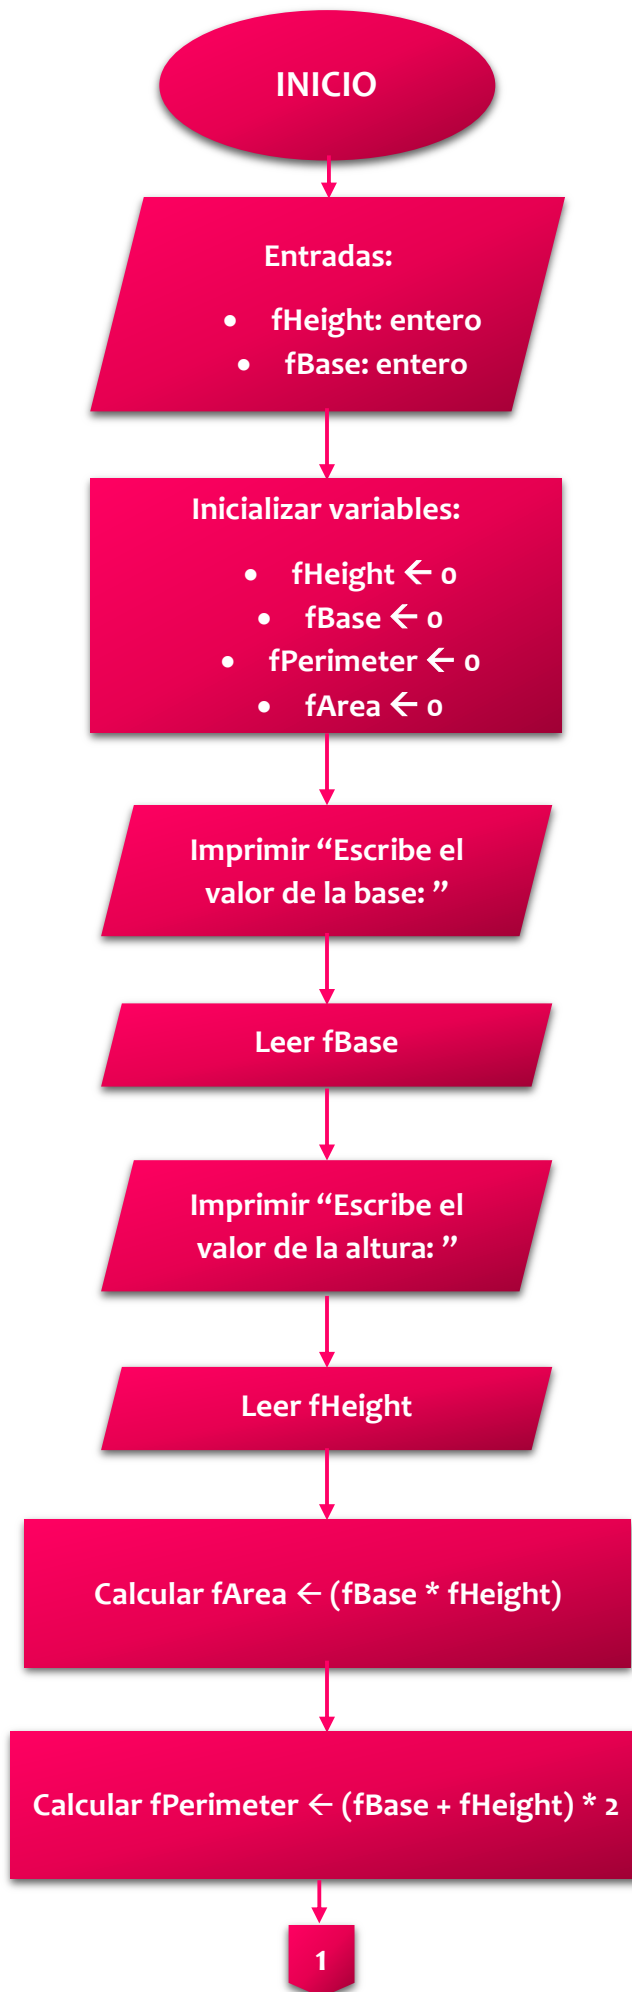 INICIO
Entradas:
• fHeight: entero
• fBase: entero
Inicializar variables:
• fHeight ← 0
• fBase ← 0
• fPerimeter ← 0
• fArea ← 0
Imprimir “Escribe el
valor de la base: ”
Leer fBase
Imprimir “Escribe el
valor de la altura: ”
Leer fHeight
Calcular fArea ← (fBase * fHeight)
Calcular fPerimeter ← (fBase + fHeight) * 2
1